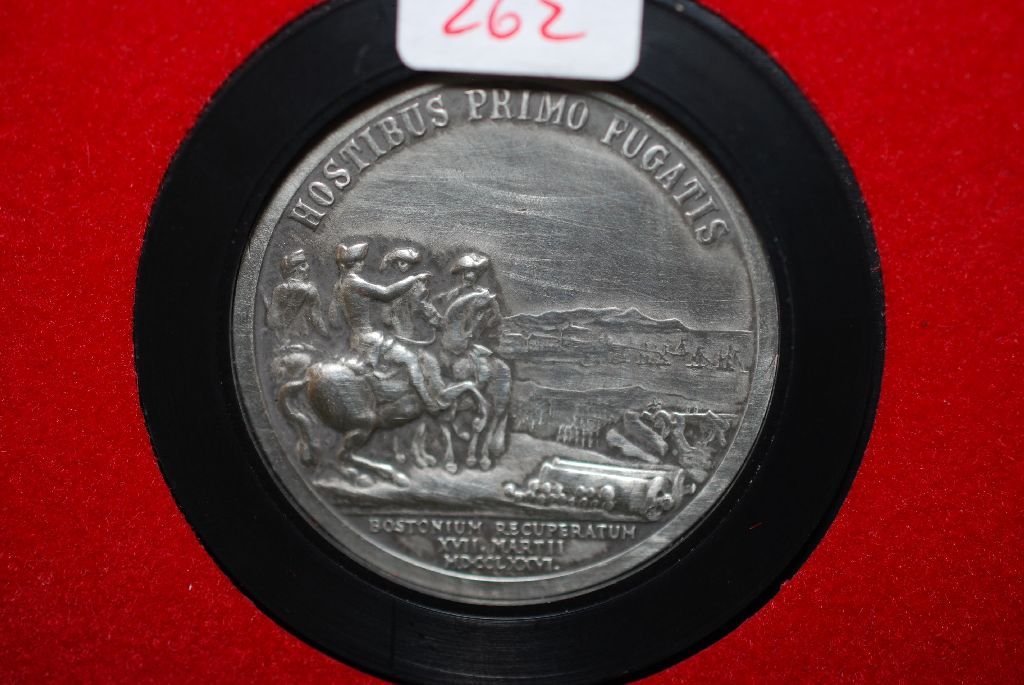 262
HOSTIBUS PRIMO FUGATIS
BOSTONIUM RECUPERATUM
XVII. MARTII
MDCCLXXVI.